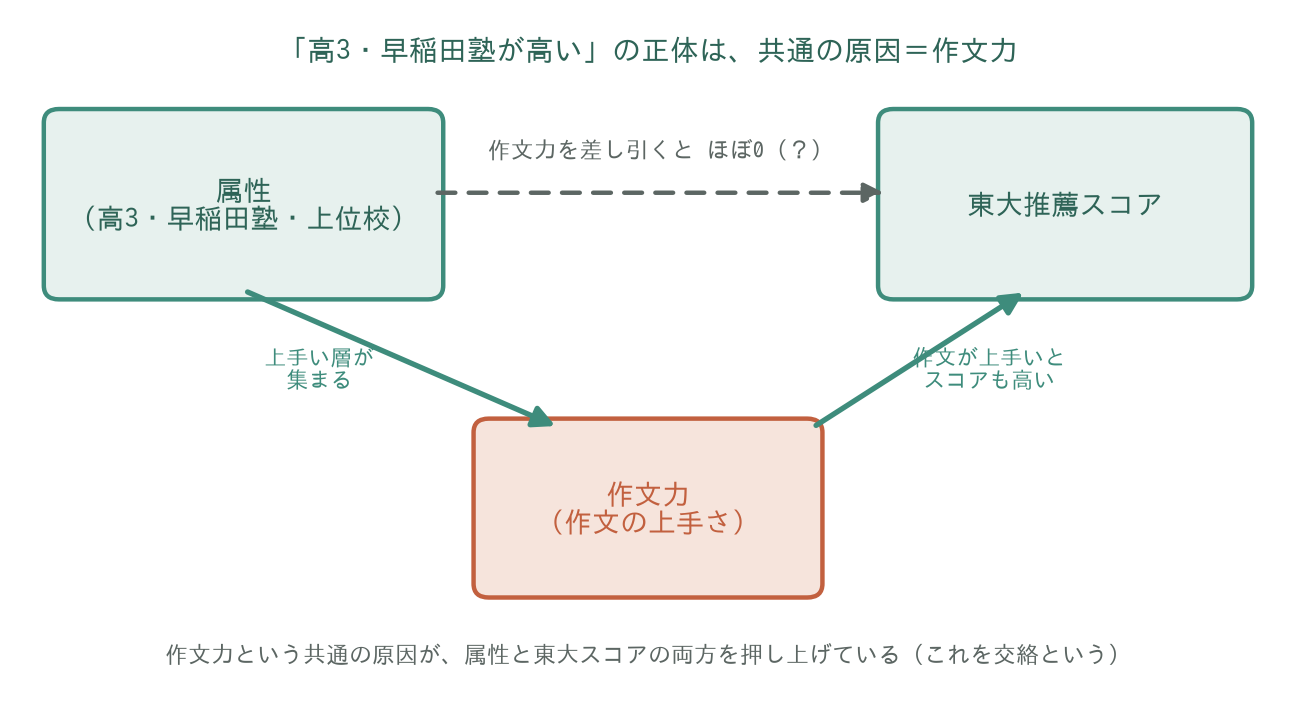 「高3・早稲田塾が高い」の正体は、共通の原因＝作文力
作文力を差し引くと ほぼ0（？）
属性
（高3・早稲田塾・上位校）
東大推薦スコア
上手い層が
集まる
作文が上手いと
スコアも高い
作文力
（作文の上手さ）
作文力という共通の原因が、属性と東大スコアの両方を押し上げている（これを交絡という）